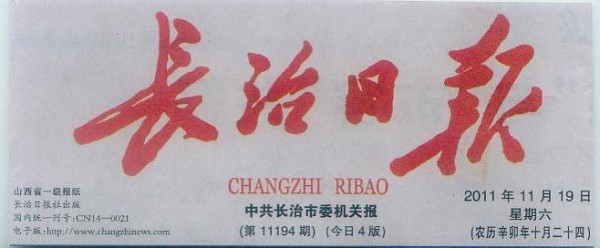 长治日报
CHANGZHI RIBAO
中共长治市委机关报
(第11194期) (今日4版)
山西省一级报纸
长治日报社出版
国内统一刊号:CN14—0021
电子版:http://www.changzhinews.com
2011年11月19日
星期六
(农历辛卯年十月二十四)